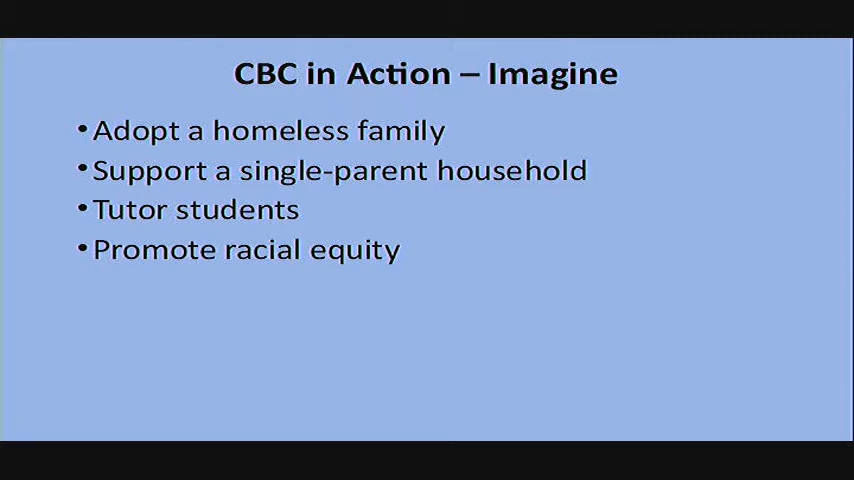 CBC in Action – Imagine
•Adopt a homeless family
•Support a single-parent household
•Tutor students
•Promote racial equity